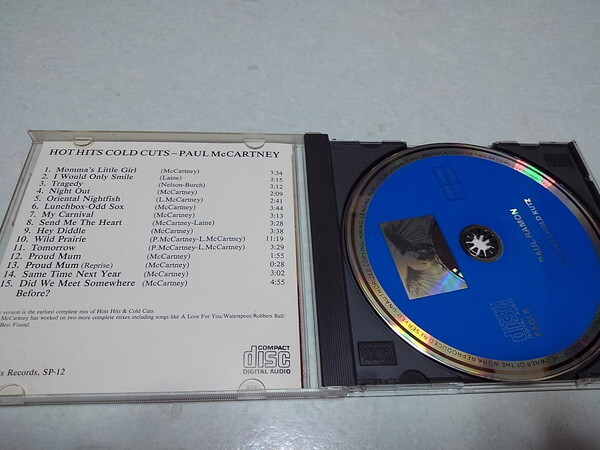 HOT HITS COLD CUTS – PAUL McCARTNEY
1. Momma's Little Girl (McCartney) 3:34
2. I Would Only Smile (Laine) 3:15
3. Tragedy (Nelson-Burch) 3:12
4. Night Out (McCartney) 2:09
5. Oriental Nightfish (L.McCartney) 2:41
6. Lunchbox-Odd Sox (McCartney) 3:44
7. My Carnival (McCartney) 3:13
8. Send Me The Heart (McCartney-Laine) 3:28
9. Hey Diddle (McCartney) 3:38
10. Wild Prairie (P.McCartney-L.McCartney) 11:19
11. Tomorrow (P.McCartney-L.McCartney) 3:29
12. Proud Mum (McCartney) 1:55
13. Proud Mum (Reprise) (McCartney) 0:28
14. Same Time Next Year (McCartney) 3:02
15. Did We Meet Somewhere (McCartney) 4:55
Before?
version is the earliest complete mix of Hots Hits & Cold Cuts.
McCartney has worked on two more complete mixes including songs like A Love For You/Waterspout/Robbers Ball/
Best Friend.
Records, SP-12
COMPACT
disc
DIGITAL AUDIO
PAUL RAMON
COLD KUTZ
COMPACT
disc
EAGLE